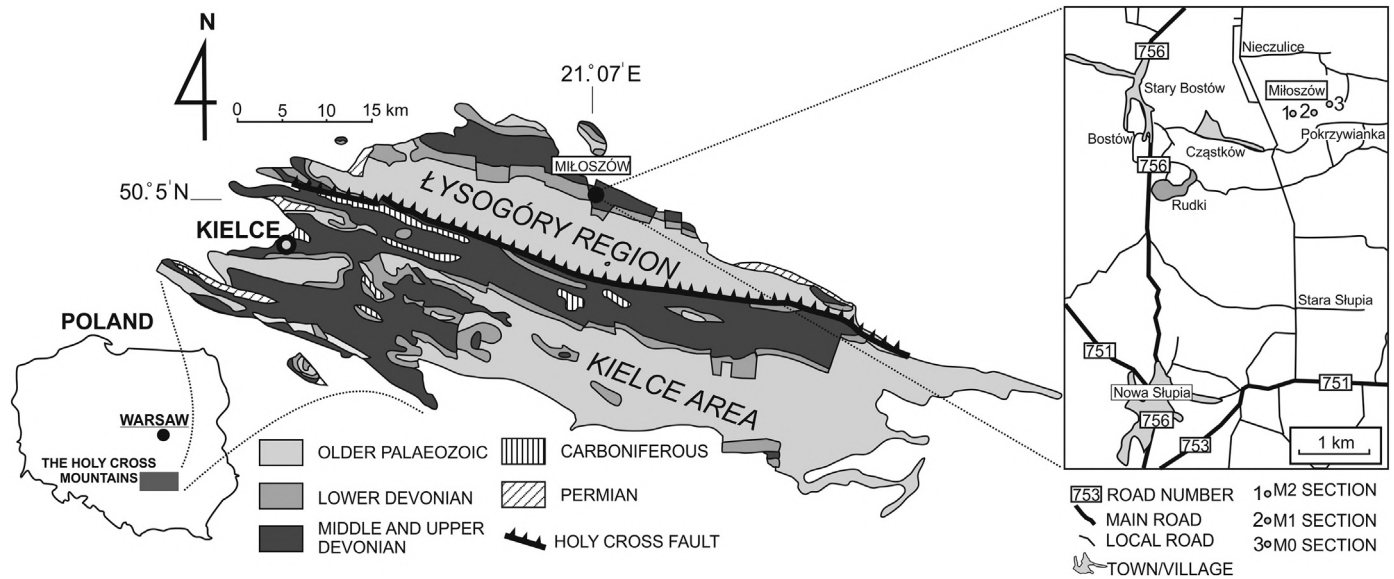 N
0 5 10 15 km
21.°07'E
50.°5'N
MIŁOSZÓW
ŁYSOGÓRY REGION
KIELCE
KIELCE AREA
POLAND
WARSAW
THE HOLY CROSS
MOUNTAINS
OLDER PALAEOZOIC
LOWER DEVONIAN
MIDDLE AND UPPER
DEVONIAN
CARBONIFEROUS
PERMIAN
HOLY CROSS FAULT
756
Nieczulice
Stary Bostów
Miłoszów
1 2 3
Bostów
Pokrzywianka
Cząstków
756
Rudki
Stara Słupia
751
751
Nowa Słupia
756
753
1 km
753 ROAD NUMBER
MAIN ROAD
LOCAL ROAD
TOWN/VILLAGE
1 M2 SECTION
2 M1 SECTION
3 M0 SECTION